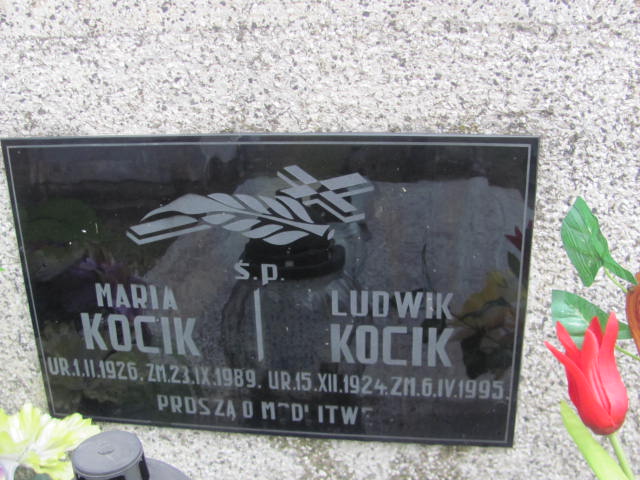 ś.p.
MARIA
KOCIK
LUDWIK
KOCIK
UR.1.II.1926. ZM.23.IX.1989. UR.15.XII.1924. ZM.6.IV.1995.
PROSZĄ O